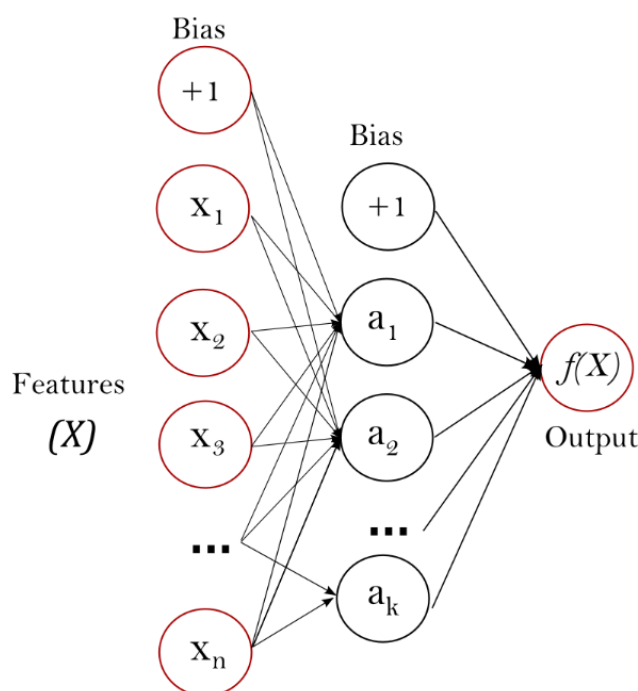 Bias
+1
x₁
x₂
x₃
...
xₙ
Features
(X)
Bias
+1
a₁
a₂
...
aₖ
f(X)
Output